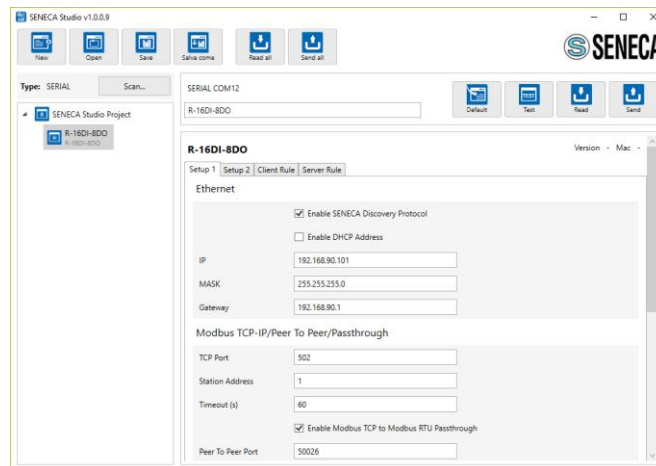 SENECA Studio v1.0.0.9
New
Open
Save
Salva come
Read all
Send all
SENECA
Type: SERIAL
Scan...
SENECA Studio Project
R-16DI-8DO
R-16DI-8DO
SERIAL COM12
R-16DI-8DO
Default
Test
Read
Send
R-16DI-8DO
Version - Mac -
Setup 1
Setup 2
Client Rule
Server Rule
Ethernet
Enable SENECA Discovery Protocol
Enable DHCP Address
IP 192.168.90.101
MASK 255.255.255.0
Gateway 192.168.90.1
Modbus TCP-IP/Peer To Peer/Passthrough
TCP Port 502
Station Address 1
Timeout (s) 60
Enable Modbus TCP to Modbus RTU Passthrough
Peer To Peer Port 50026